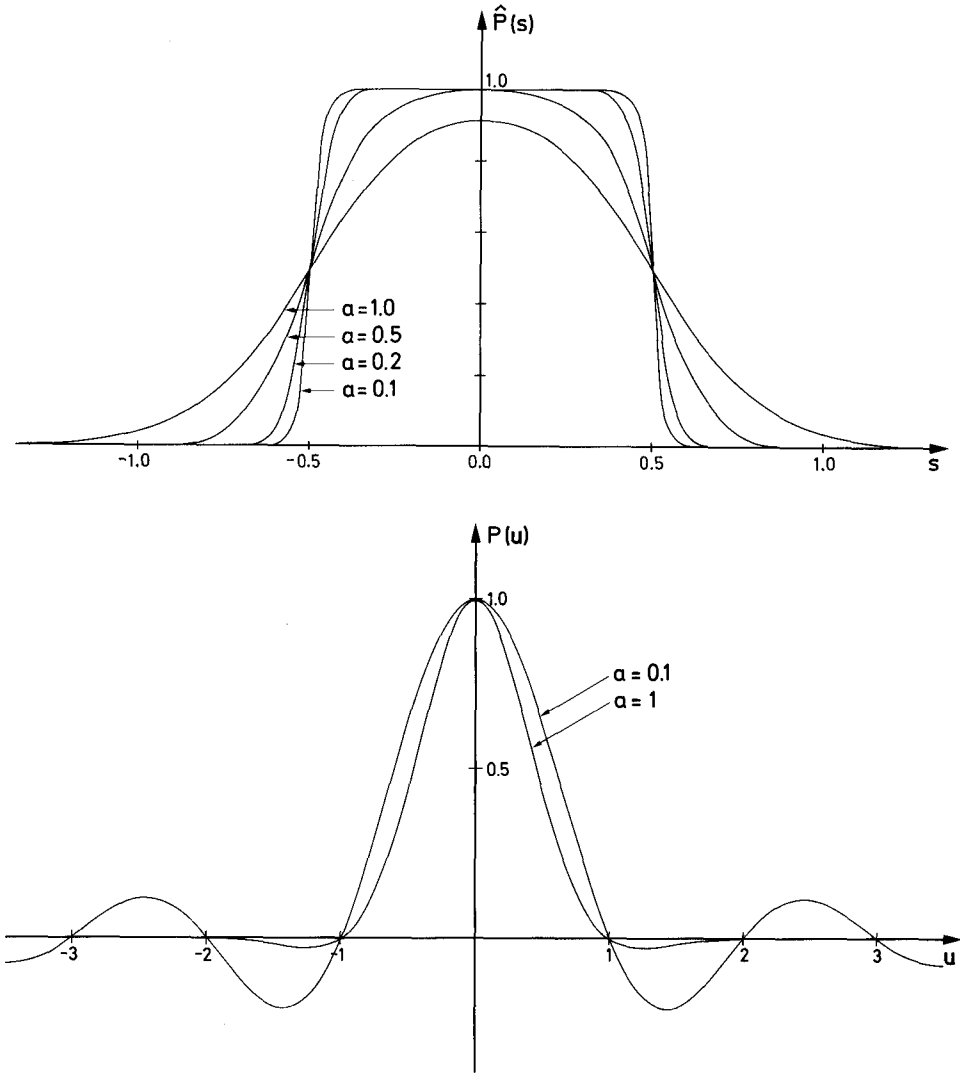 P̂(s)
1.0
a = 1.0
a = 0.5
a = 0.2
a = 0.1
-1.0 -0.5 0.0 0.5 1.0 s
P(u)
1.0
a = 0.1
a = 1
0.5
-3 -2 -1 1 2 3 u